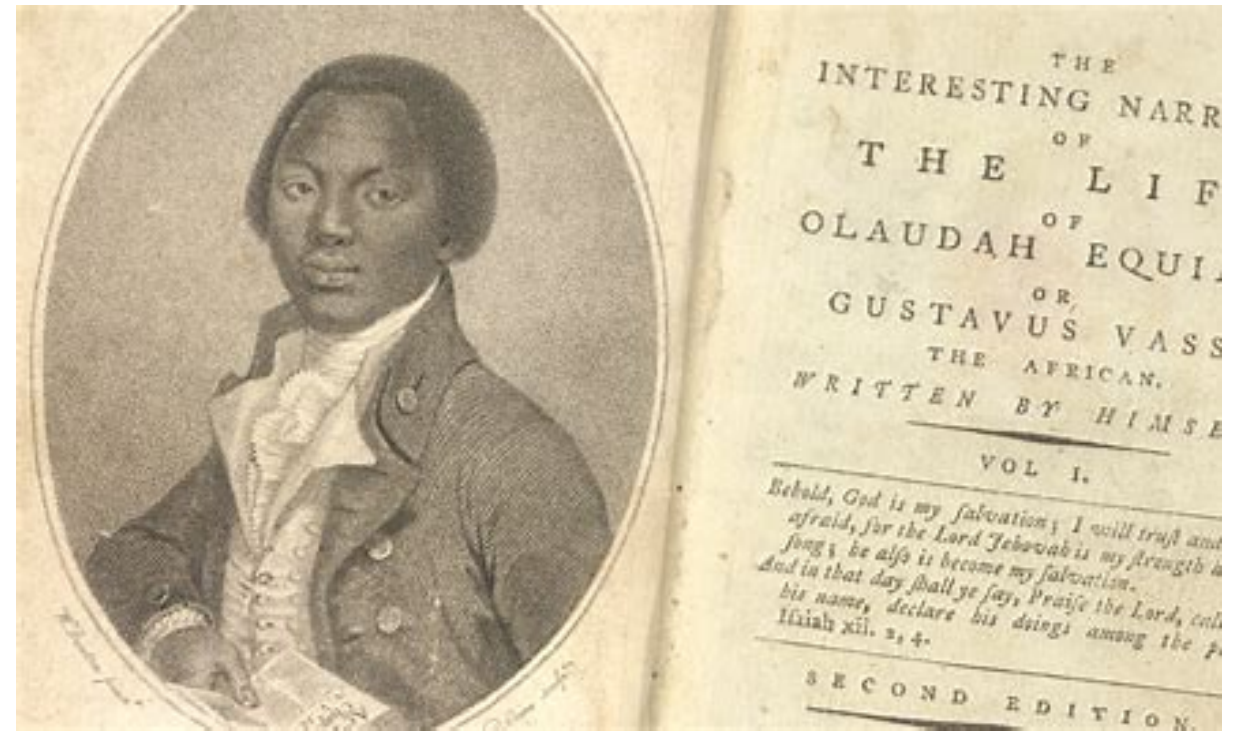 THE
INTERESTING NARR
OF
THE LIF
OF
OLAUDAH EQUI
OR
GUSTAVUS VASS
THE AFRICAN.
WRITTEN BY HIMSE
VOL I.
Behold, God is my ſalvation; I will truſt and
afraid, for the Lord Jehovah is my ſtrength
ſong; he alſo is become my ſalvation.
And in that day ſhall ye ſay, Praiſe the Lord, call
his name, declare his doings among the
Iſaiah xii. 2, 4.
SECOND EDITION.